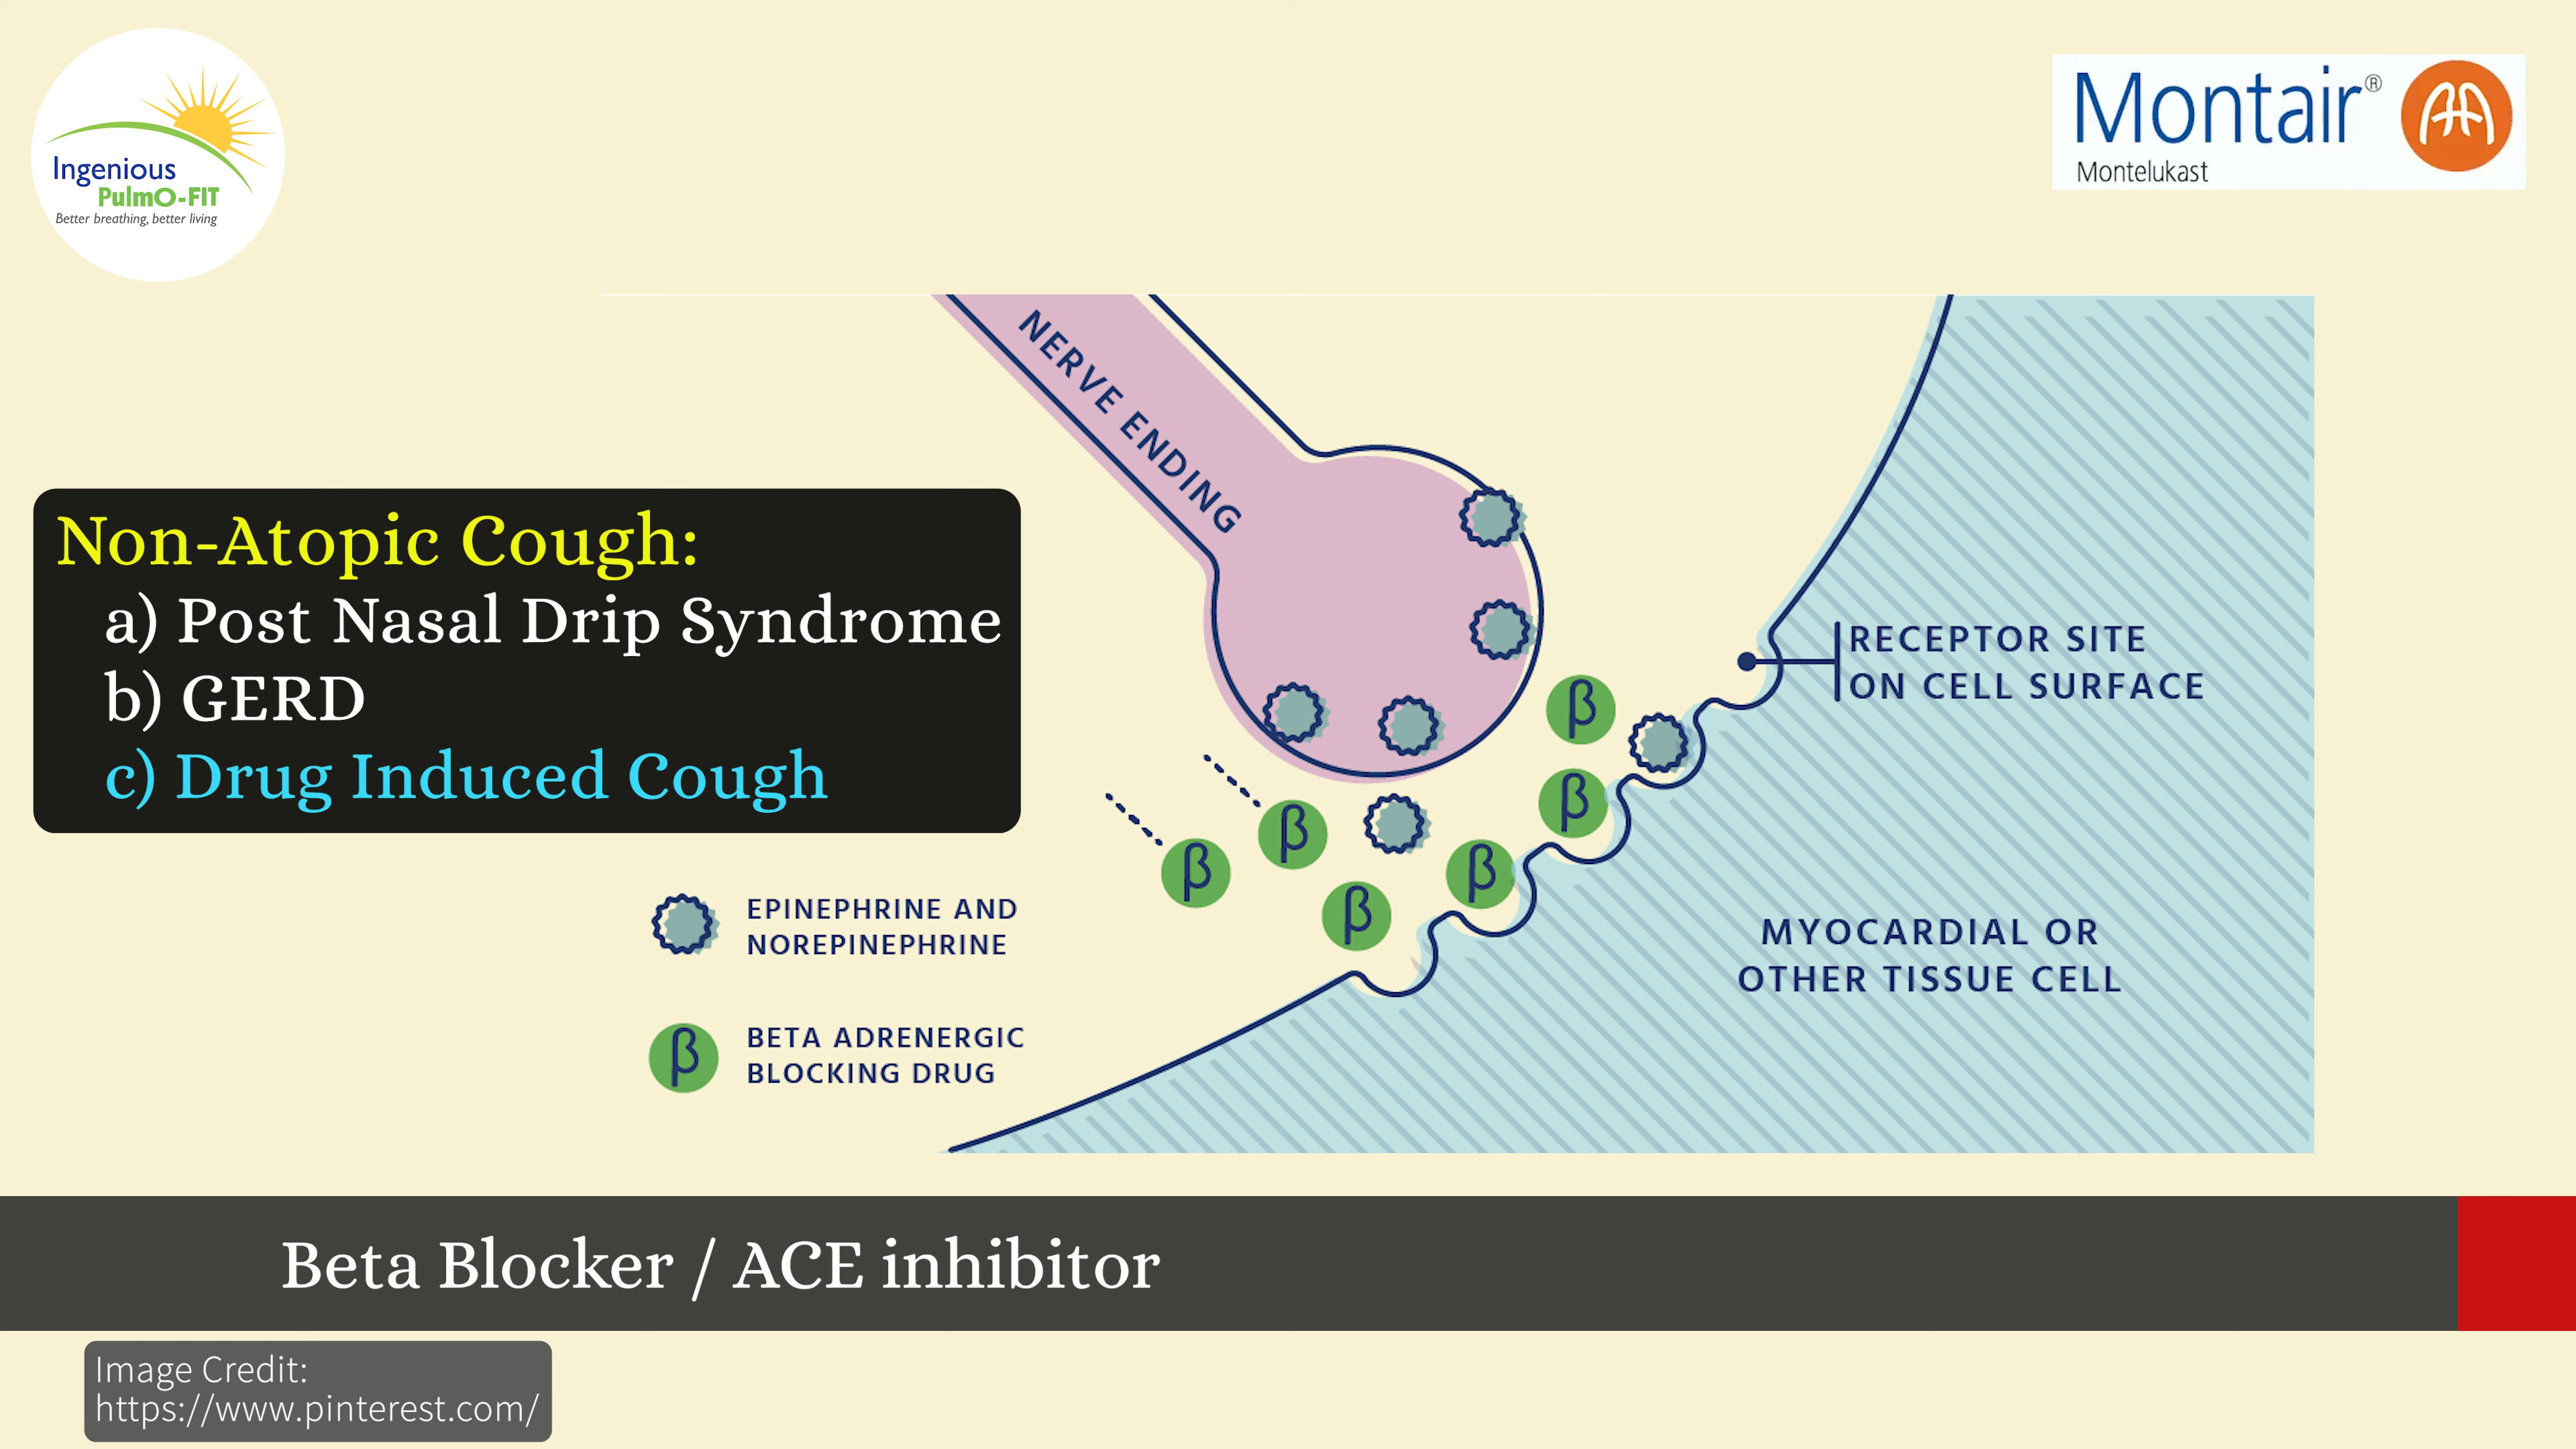 Ingenious
PulmO-FIT
Better breathing, better living
Montair®
Montelukast
NERVE ENDING
Non-Atopic Cough:
a) Post Nasal Drip Syndrome
b) GERD
c) Drug Induced Cough
RECEPTOR SITE
ON CELL SURFACE
β
β
β
β
β
β
EPINEPHRINE AND
NOREPINEPHRINE
MYOCARDIAL OR
OTHER TISSUE CELL
β
BETA ADRENERGIC
BLOCKING DRUG
Beta Blocker / ACE inhibitor
Image Credit:
https://www.pinterest.com/